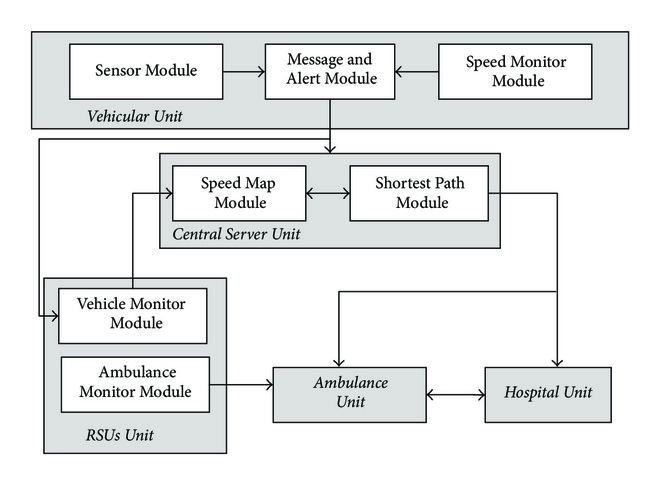 Sensor Module
Message and
Alert Module
Speed Monitor
Module
Vehicular Unit
Speed Map
Module
Shortest Path
Module
Central Server Unit
Vehicle Monitor
Module
Ambulance
Monitor Module
RSUs Unit
Ambulance
Unit
Hospital Unit